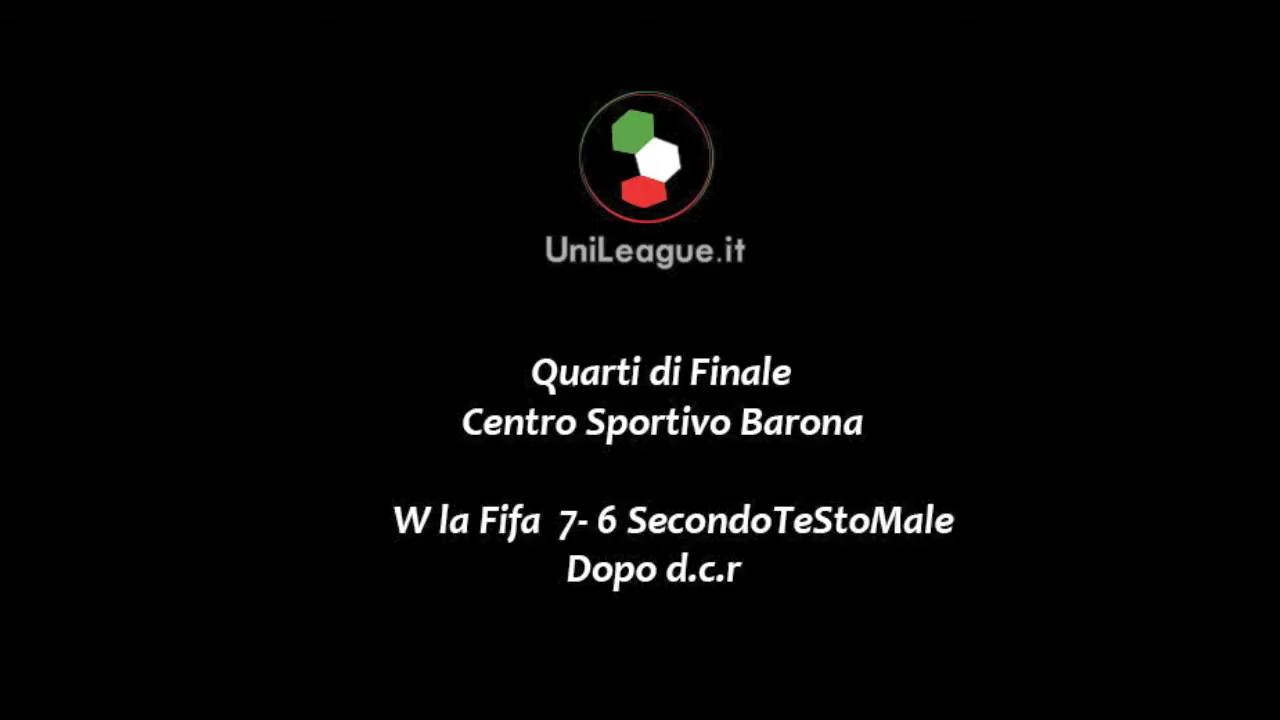 UniLeague.it
Quarti di Finale
Centro Sportivo Barona
W la Fifa 7- 6 SecondoTeStoMale
Dopo d.c.r